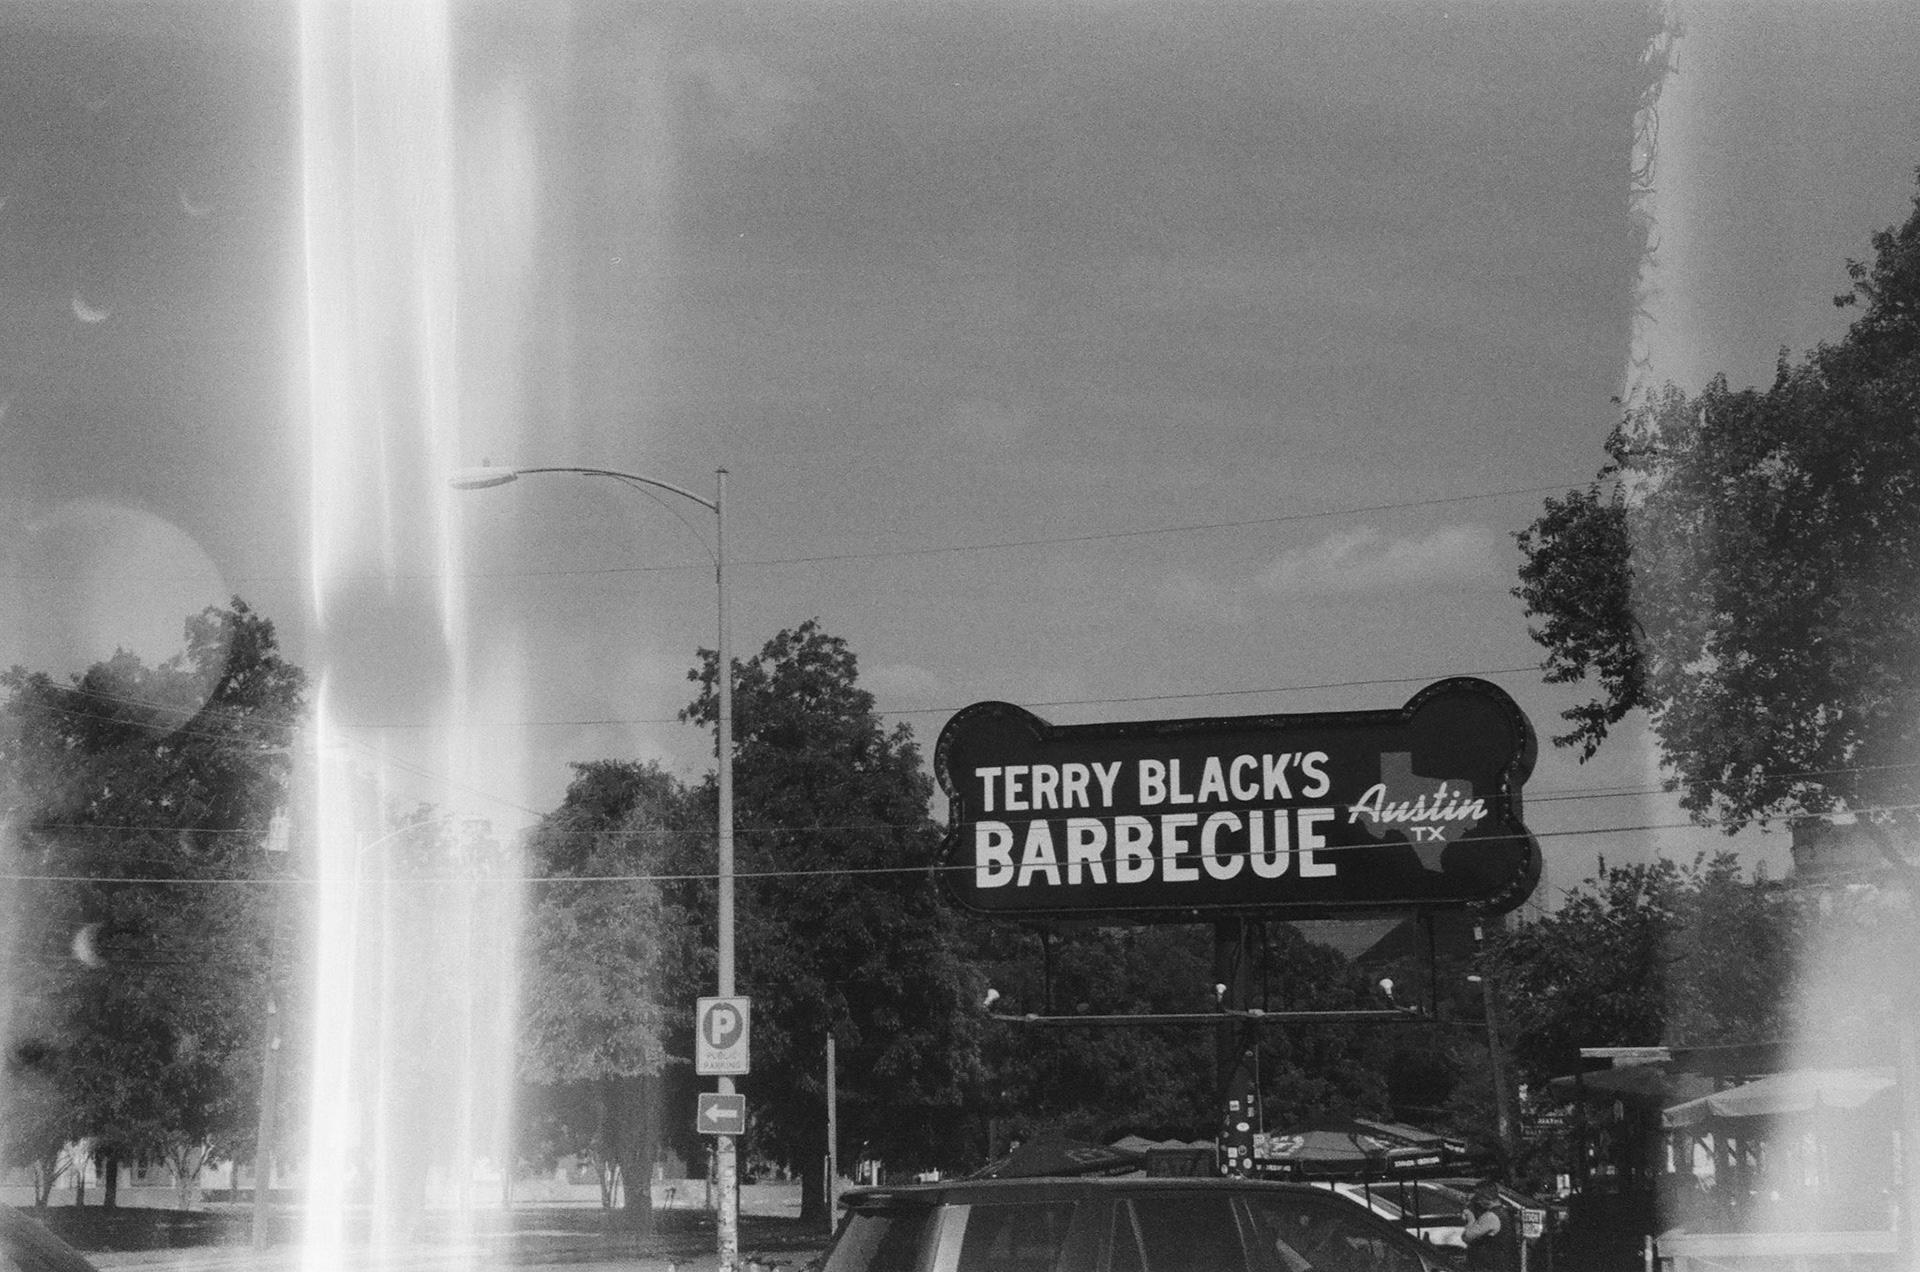 TERRY BLACK'S
BARBECUE
Austin
TX
P
PUBLIC
PARKING